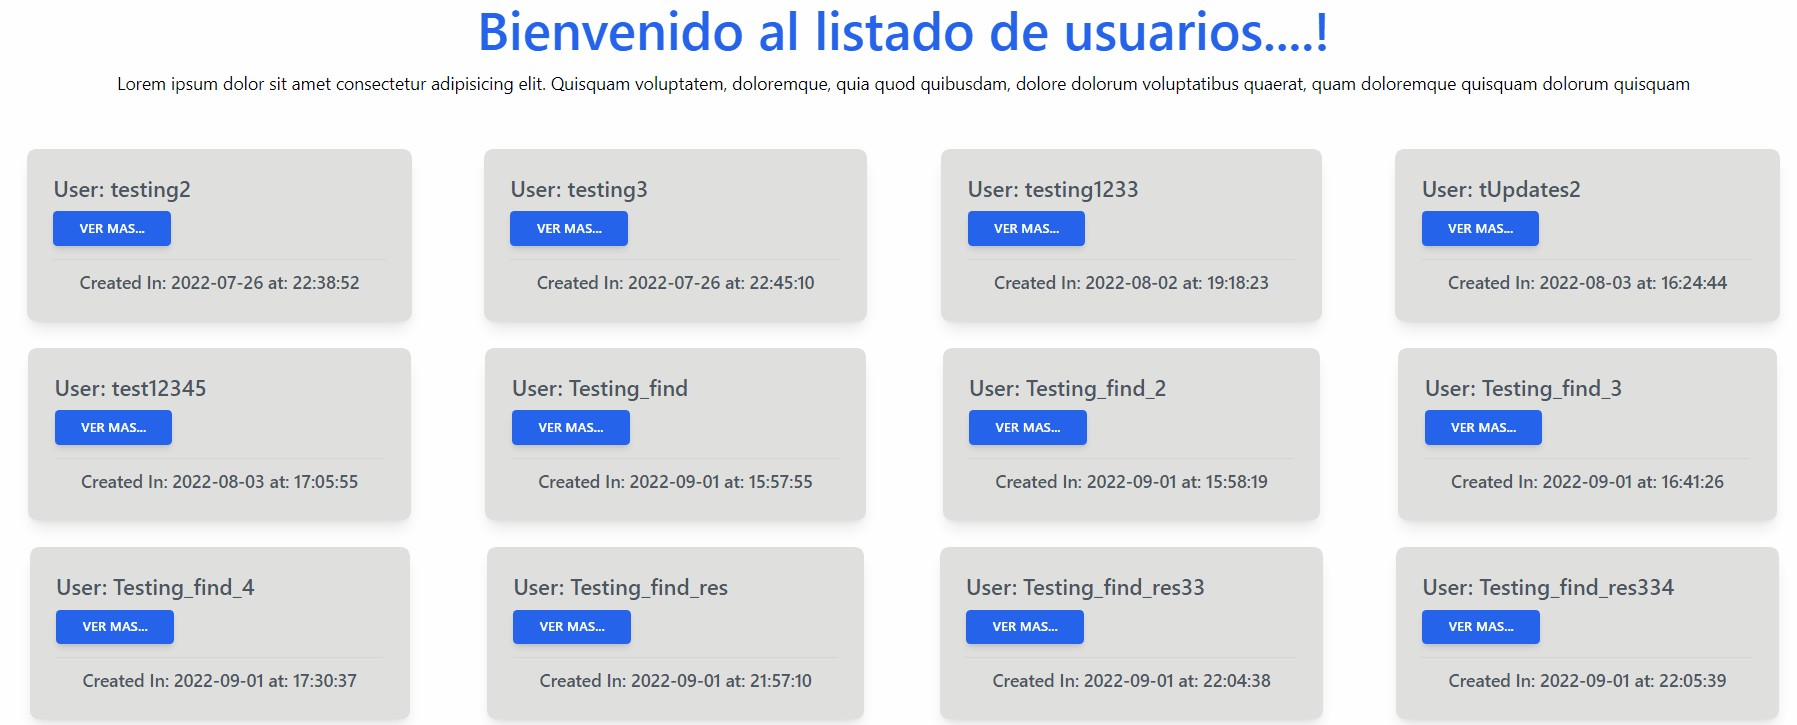 Bienvenido al listado de usuarios....!
Lorem ipsum dolor sit amet consectetur adipisicing elit. Quisquam voluptatem, doloremque, quia quod quibusdam, dolore dolorum voluptatibus quaerat, quam doloremque quisquam dolorum quisquam
User: testing2
VER MAS...
Created In: 2022-07-26 at: 22:38:52
User: testing3
VER MAS...
Created In: 2022-07-26 at: 22:45:10
User: testing1233
VER MAS...
Created In: 2022-08-02 at: 19:18:23
User: tUpdates2
VER MAS...
Created In: 2022-08-03 at: 16:24:44
User: test12345
VER MAS...
Created In: 2022-08-03 at: 17:05:55
User: Testing_find
VER MAS...
Created In: 2022-09-01 at: 15:57:55
User: Testing_find_2
VER MAS...
Created In: 2022-09-01 at: 15:58:19
User: Testing_find_3
VER MAS...
Created In: 2022-09-01 at: 16:41:26
User: Testing_find_4
VER MAS...
Created In: 2022-09-01 at: 17:30:37
User: Testing_find_res
VER MAS...
Created In: 2022-09-01 at: 21:57:10
User: Testing_find_res33
VER MAS...
Created In: 2022-09-01 at: 22:04:38
User: Testing_find_res334
VER MAS...
Created In: 2022-09-01 at: 22:05:39